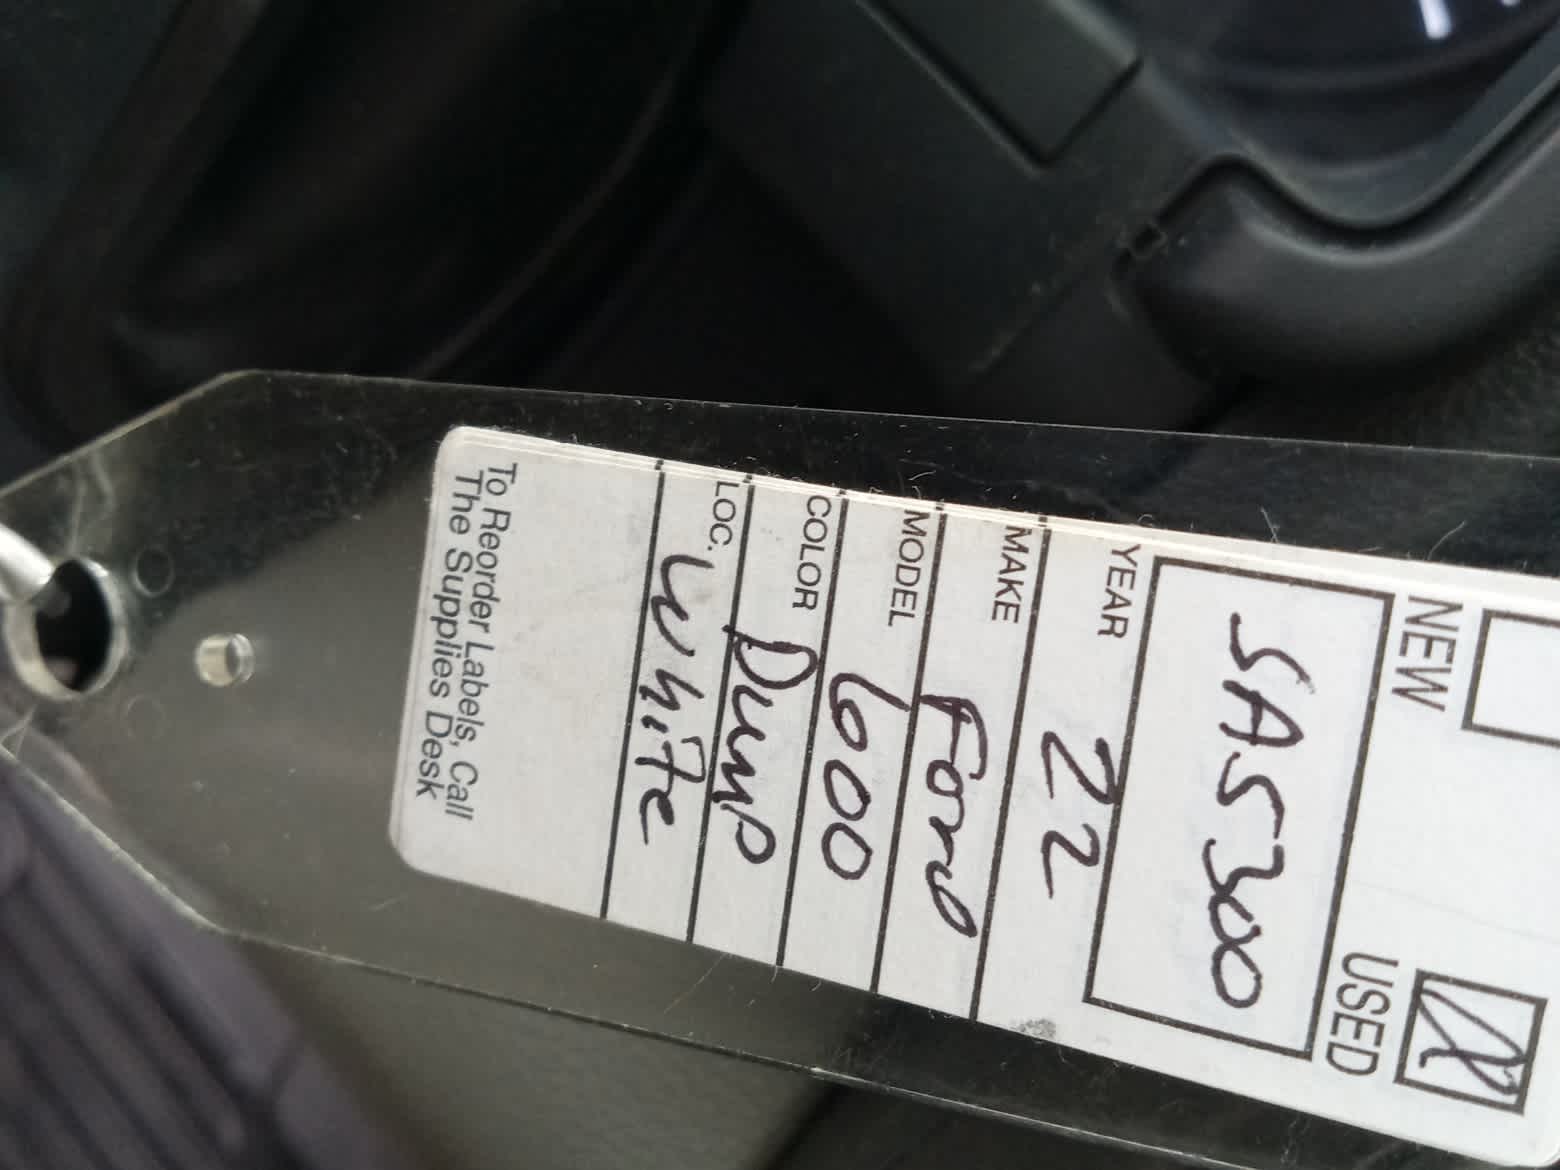 NEW USED
SAS300
YEAR 22
MAKE Ford
MODEL 600
COLOR Dump
LOC. White
To Reorder Labels, Call
The Supplies Desk